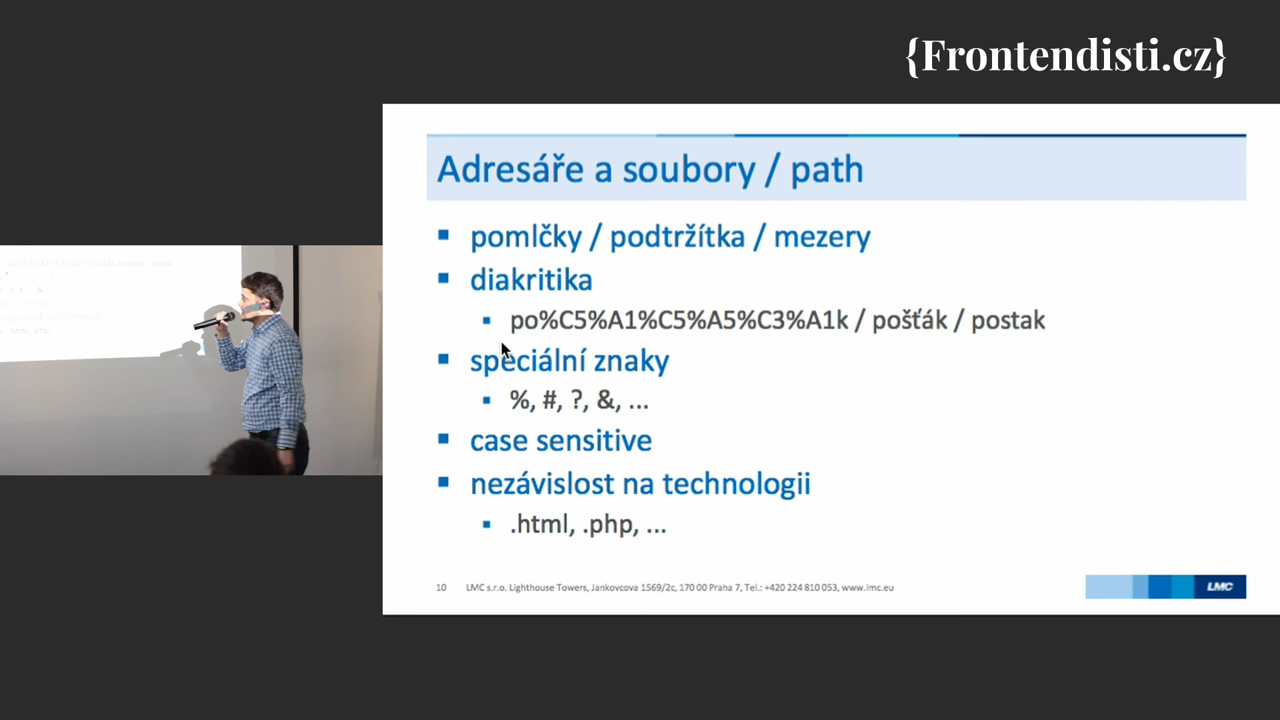 {Frontendisti.cz}
Adresáře a soubory / path
pomlčky / podtržítka / mezery
diakritika
po%C5%A1%C5%A5%C3%A1k / pošťák / postak
speciální znaky
%, #, ?, &, ...
case sensitive
nezávislost na technologii
.html, .php, ...
10 LMC s.r.o. Lighthouse Towers, Jankovcova 1569/2c, 170 00 Praha 7, Tel.: +420 224 810 053, www.lmc.eu
LMC